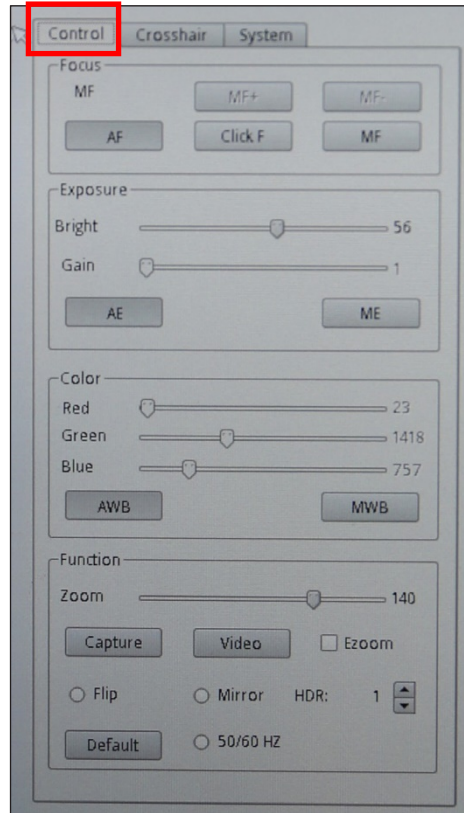 Control Crosshair System
Focus
MF MF+ MF-
AF Click F MF
Exposure
Bright 56
Gain 1
AE ME
Color
Red 23
Green 1418
Blue 757
AWB MWB
Function
Zoom 140
Capture Video Ezoom
Flip Mirror HDR: 1
Default 50/60 HZ